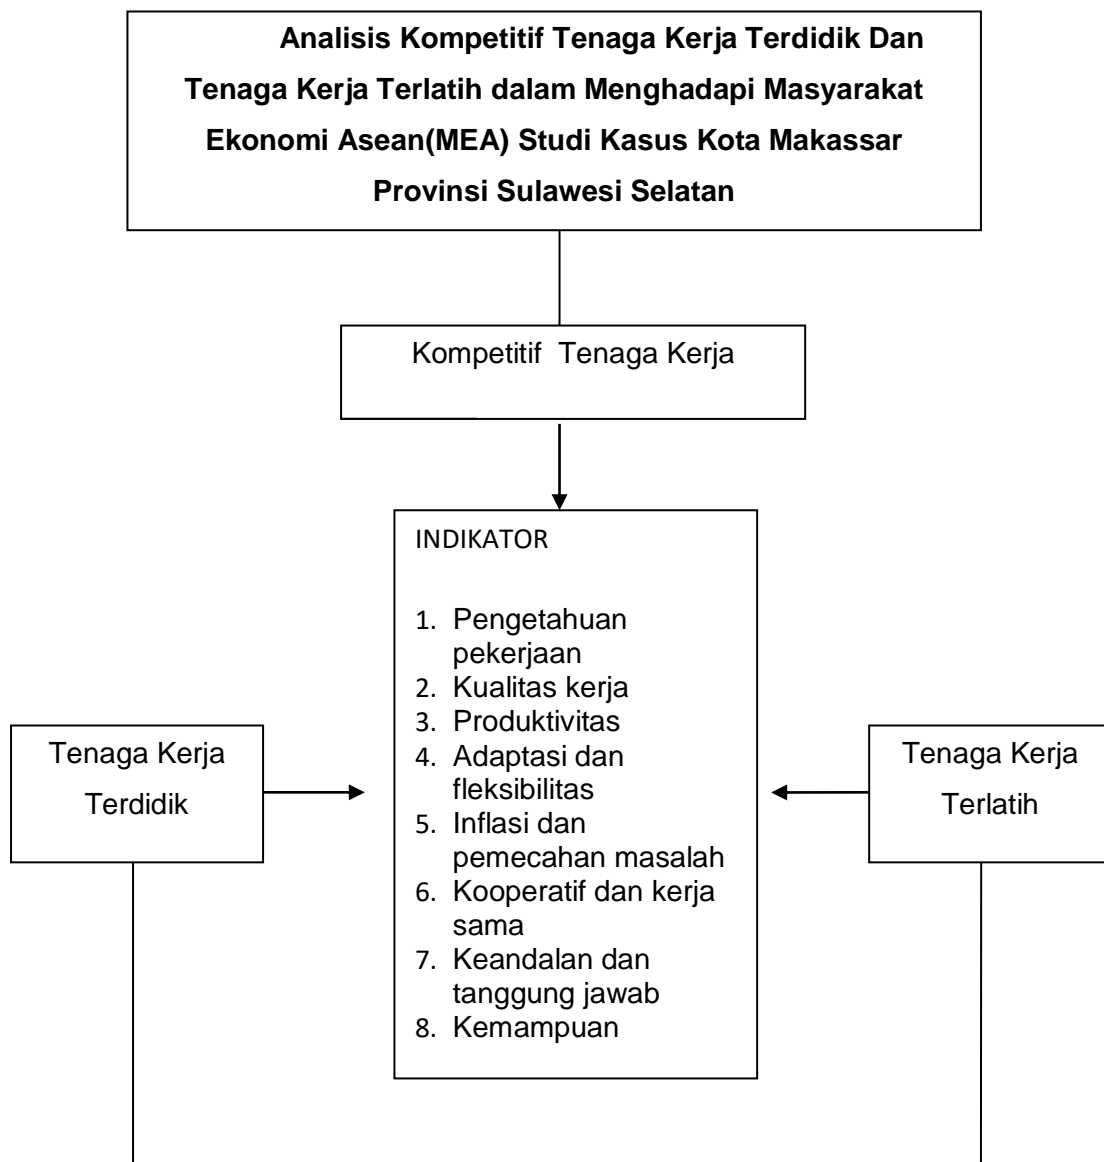 Analisis Kompetitif Tenaga Kerja Terdidik Dan
Tenaga Kerja Terlatih dalam Menghadapi Masyarakat
Ekonomi Asean(MEA) Studi Kasus Kota Makassar
Provinsi Sulawesi Selatan
Kompetitif Tenaga Kerja
INDIKATOR
1. Pengetahuan
pekerjaan
2. Kualitas kerja
3. Produktivitas
4. Adaptasi dan
fleksibilitas
5. Inflasi dan
pemecahan masalah
6. Kooperatif dan kerja
sama
7. Keandalan dan
tanggung jawab
8. Kemampuan
Tenaga Kerja
Terdidik
Tenaga Kerja
Terlatih